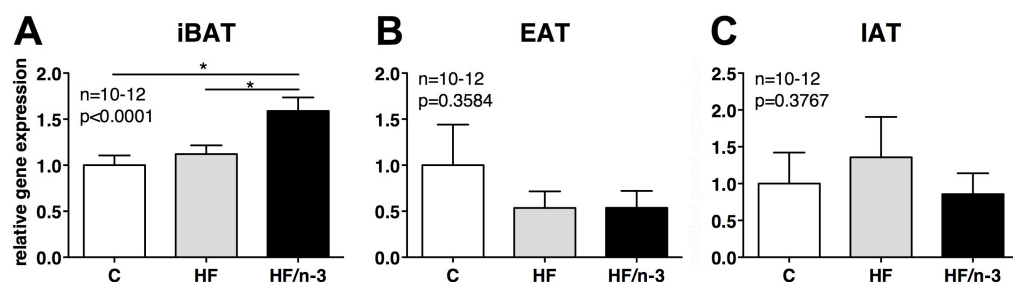 A
iBAT
relative gene expression
2.0
1.5
1.0
0.5
0.0
n=10-12
p<0.0001
*
*
C
HF
HF/n-3
B
EAT
2.0
1.5
1.0
0.5
0.0
n=10-12
p=0.3584
C
HF
HF/n-3
C
IAT
2.5
2.0
1.5
1.0
0.5
0.0
n=10-12
p=0.3767
C
HF
HF/n-3